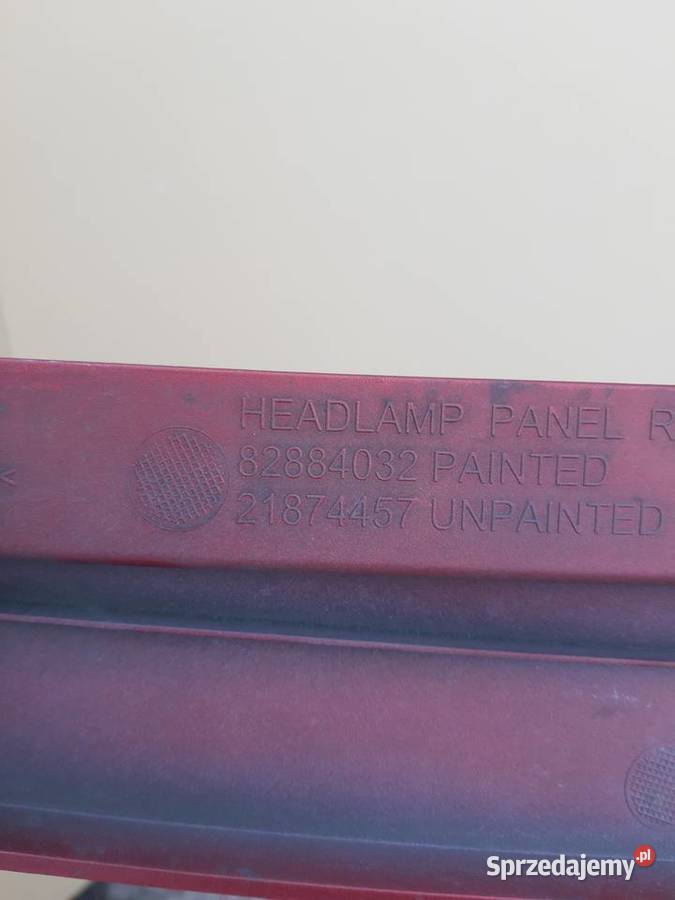 HEADLAMP PANEL R
82884032 PAINTED
21874457 UNPAINTED
Sprzedajemy.pl